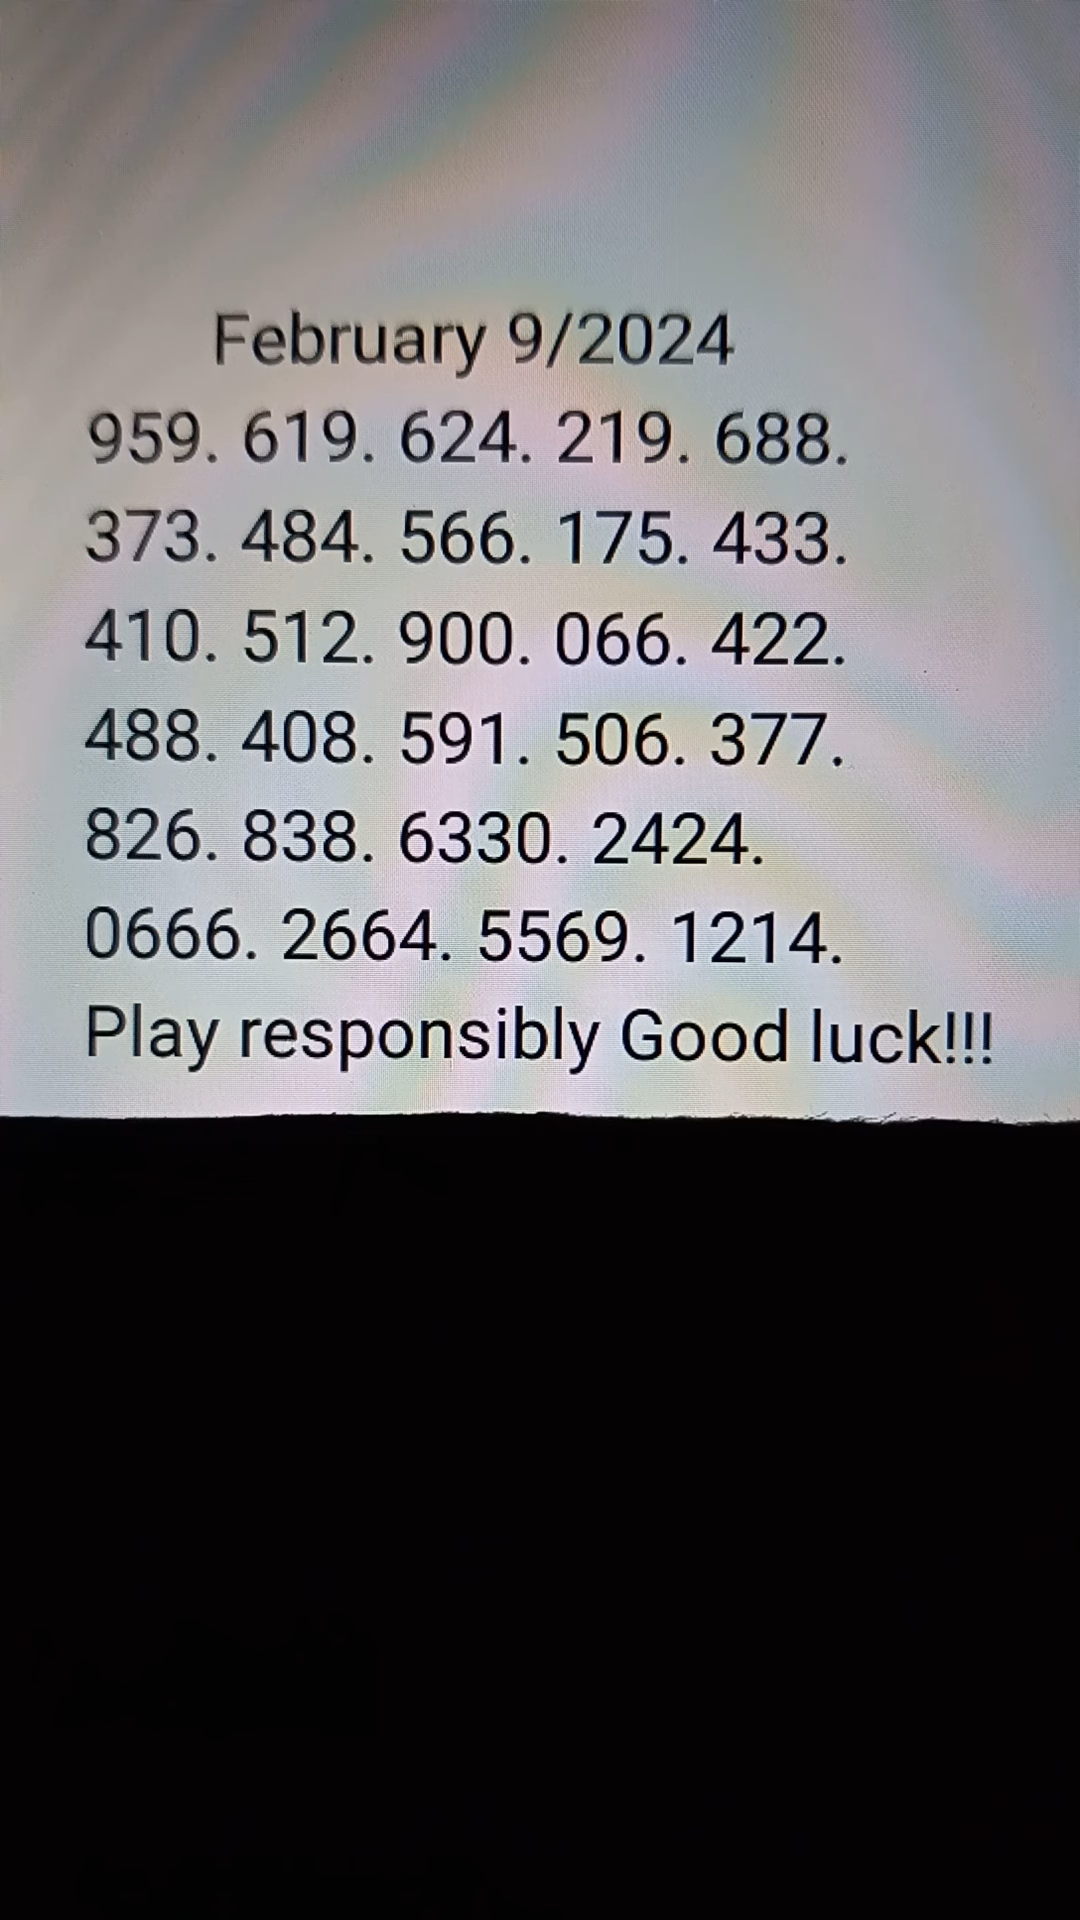 February 9/2024
959. 619. 624. 219. 688.
373. 484. 566. 175. 433.
410. 512. 900. 066. 422.
488. 408. 591. 506. 377.
826. 838. 6330. 2424.
0666. 2664. 5569. 1214.
Play responsibly Good luck!!!